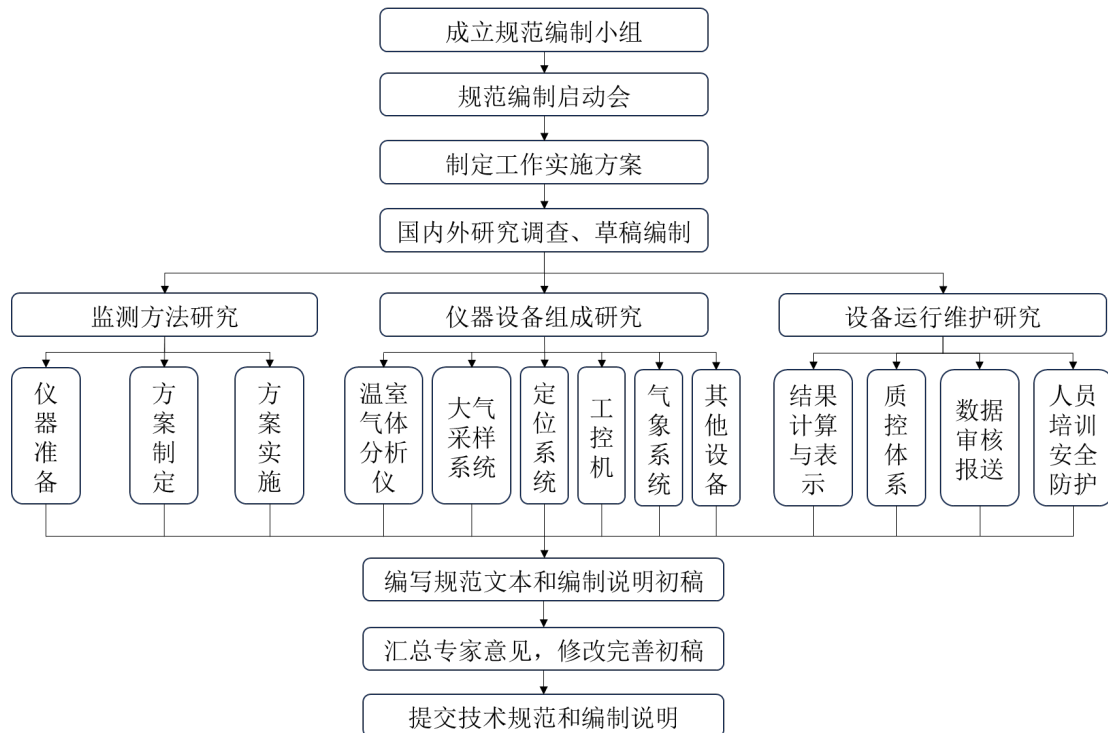 成立规范编制小组
规范编制启动会
制定工作实施方案
国内外研究调查、草稿编制
监测方法研究
仪器设备组成研究
设备运行维护研究
仪器准备
方案制定
方案实施
温室
气体
分析
仪
大气
采样
系统
定位系统
工控机
气象系统
其他设备
结果
计算
与表
示
质控体系
数据
审核
报送
人员
培训
安全
防护
编写规范文本和编制说明初稿
汇总专家意见，修改完善初稿
提交技术规范和编制说明